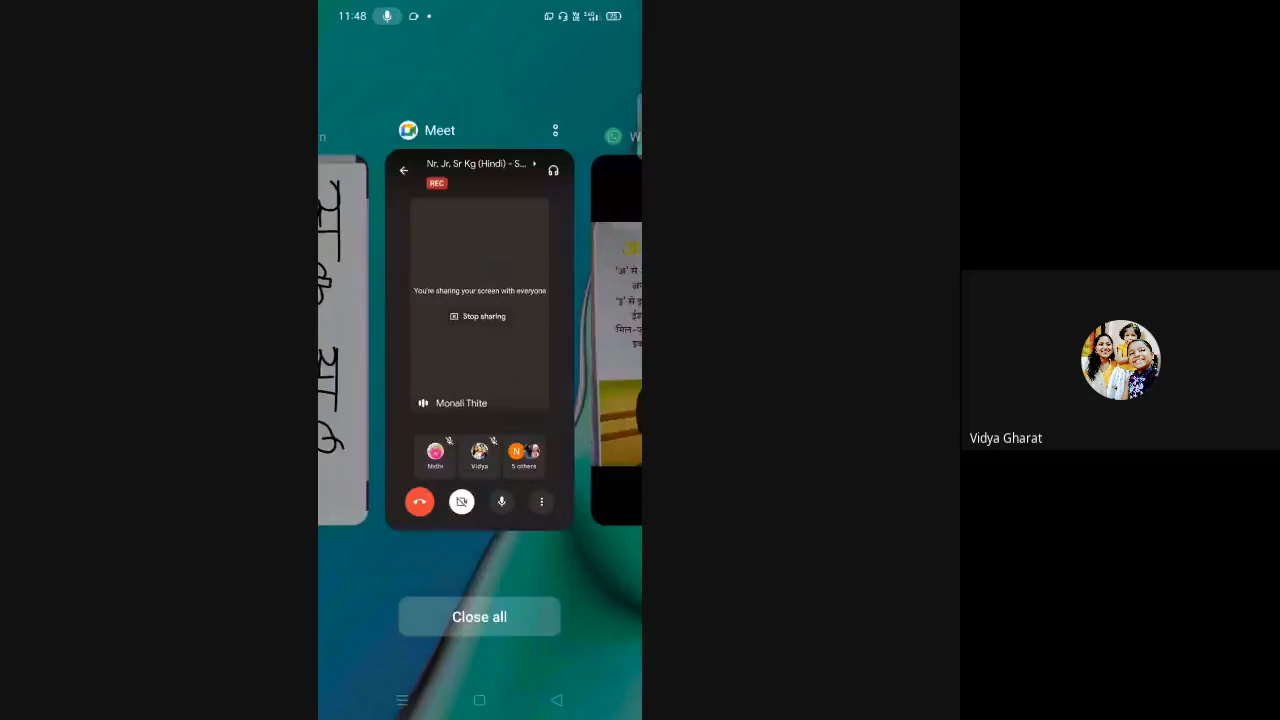 11:48
75
n
Meet
W
Nr, Jr, Sr Kg (Hindi) - S...
REC
You're sharing your screen with everyone
Stop sharing
Monali Thite
Nidhi
Vidya
N
5 others
'अ' से
Close all
Vidya Gharat